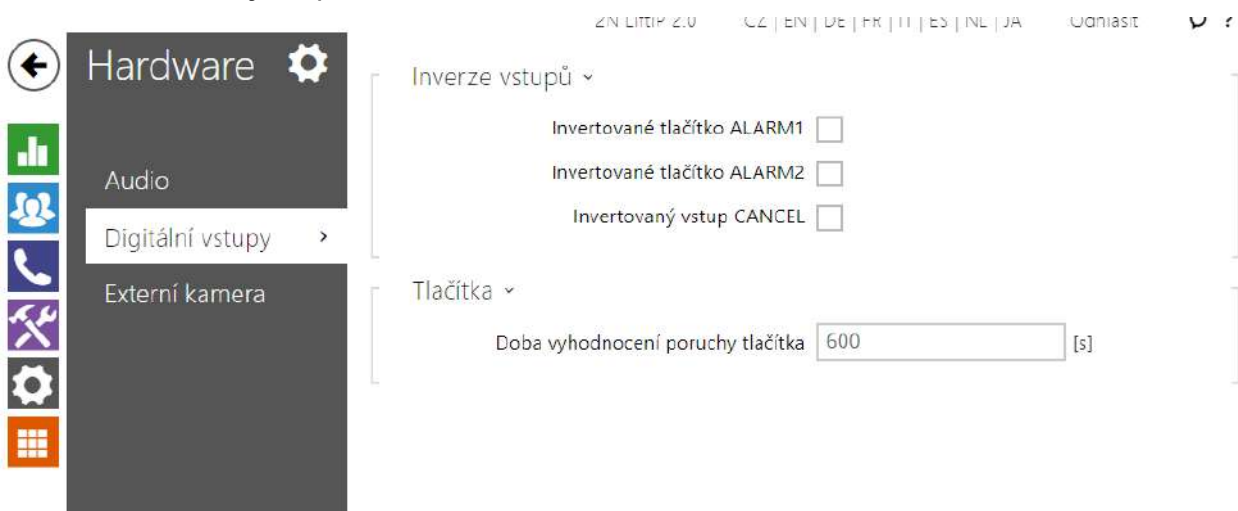 2N LiftIP 2.0 CZ | EN | DE | FR | IT | ES | NL | JA Odhlásit ?
Hardware
Audio
Digitální vstupy
Externí kamera
Inverze vstupů
Invertované tlačítko ALARM1
Invertované tlačítko ALARM2
Invertovaný vstup CANCEL
Tlačítka
Doba vyhodnocení poruchy tlačítka 600 [s]